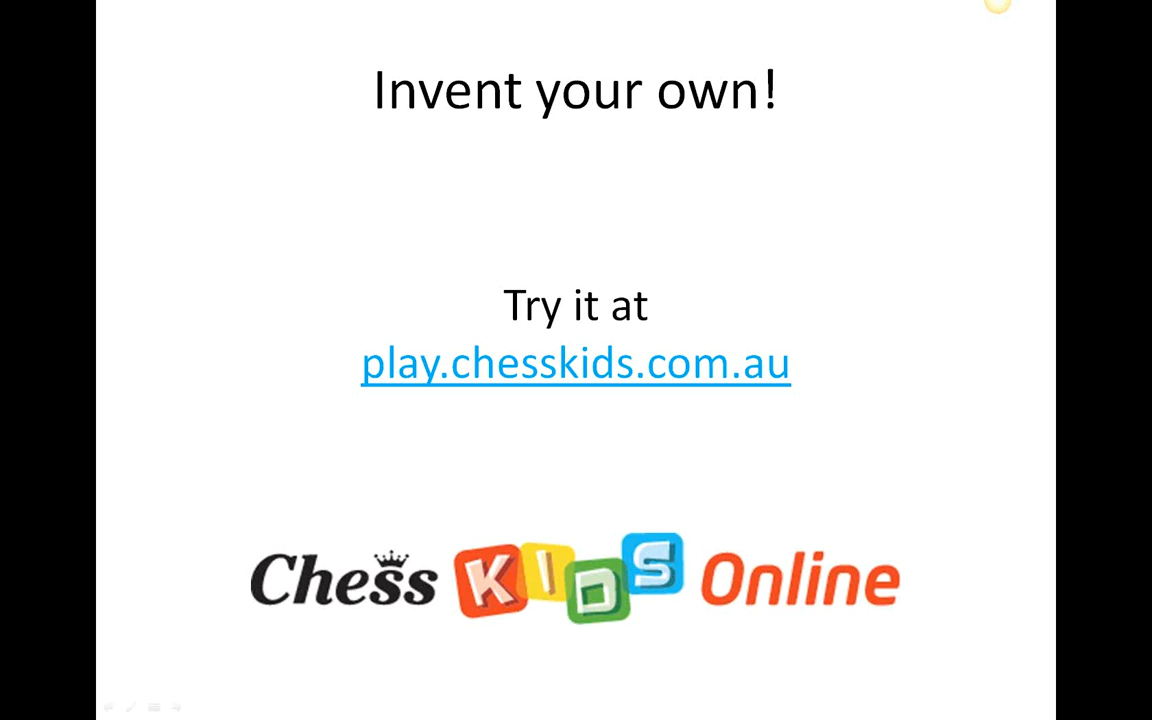 Invent your own!
Try it at
play.chesskids.com.au
Chess KIDS Online